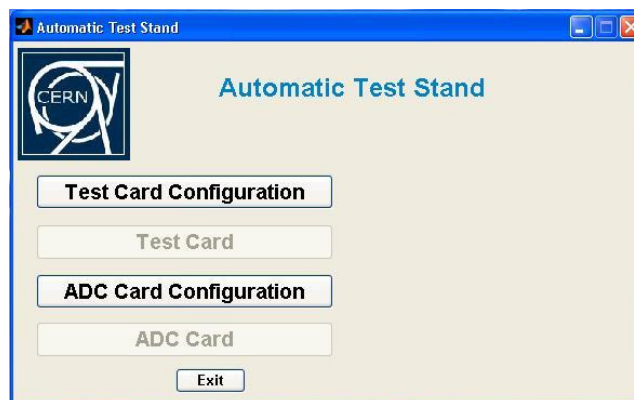 Automatic Test Stand
CERN
Automatic Test Stand
Test Card Configuration
Test Card
ADC Card Configuration
ADC Card
Exit